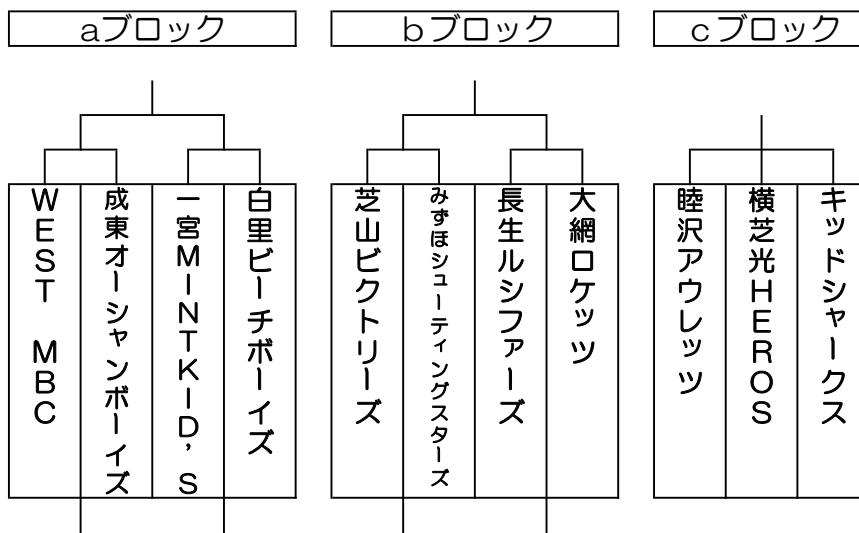 aブロック
bブロック
cブロック
WEST MBC
成東オーシャンボーイズ
一宮MINTKID'S
白里ビーチボーイズ
芝山ビクトリーズ
みずほシューティングスターズ
長生ルシファーズ
大網ロケッツ
睦沢アウレッツ
横芝光HEROS
キッドシャークス